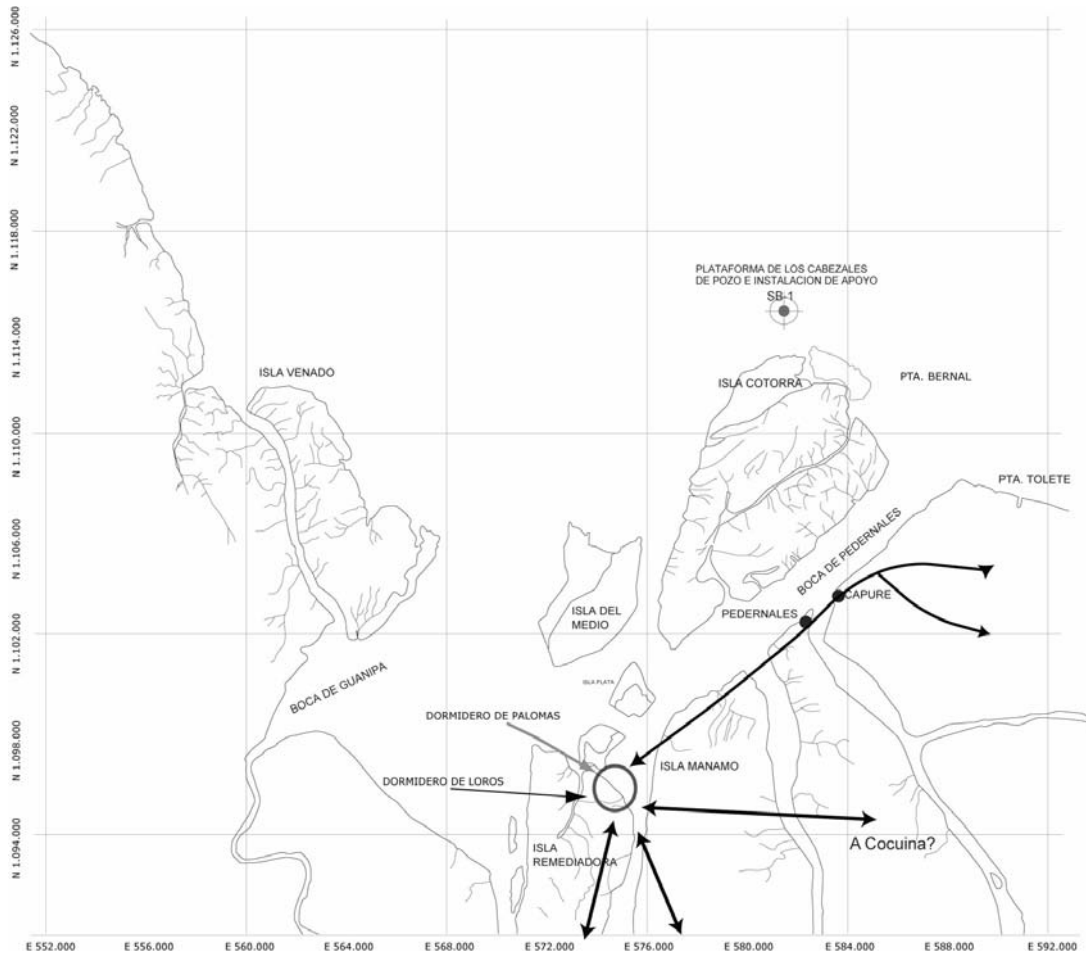 N 1.126.000
N 1.122.000
N 1.118.000
PLATAFORMA DE LOS CABEZALES
DE POZO E INSTALACION DE APOYO
SB-1
N 1.114.000
ISLA VENADO
ISLA COTORRA
PTA. BERNAL
N 1.110.000
PTA. TOLETE
N 1.106.000
BOCA DE PEDERNALES
CAPURE
PEDERNALES
ISLA DEL
MEDIO
N 1.102.000
BOCA DE GUANIPA
ISLA PLATA
DORMIDERO DE PALOMAS
N 1.098.000
ISLA MANAMO
DORMIDERO DE LOROS
N 1.094.000
A Cocuina?
ISLA
REMEDIADORA
E 552.000 E 556.000 E 560.000 E 564.000 E 568.000 E 572.000 E 576.000 E 580.000 E 584.000 E 588.000 E 592.000